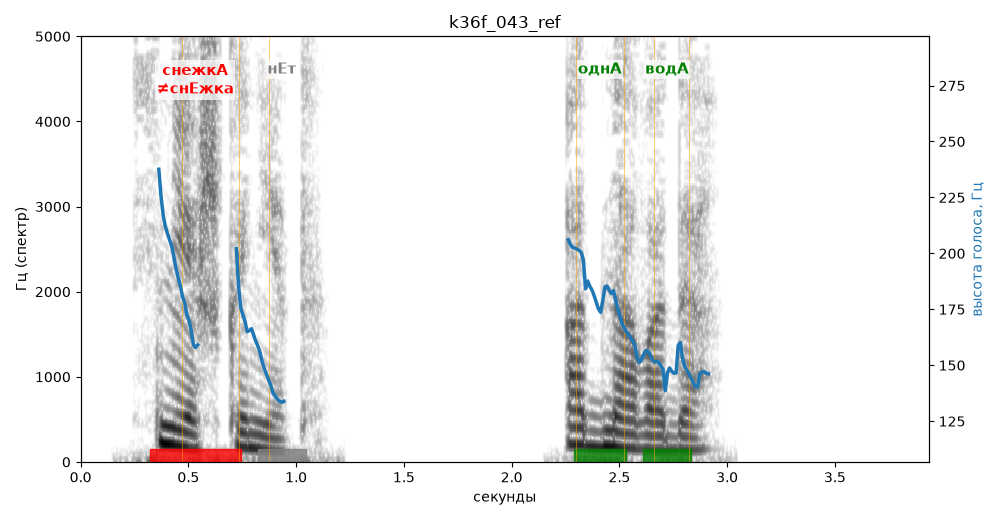 k36f_043_ref
снежкА
≠снЕжка
нЕт
однА
водА
5000
4000
3000
2000
1000
0
Гц (спектр)
275
250
225
200
175
150
125
высота голоса, Гц
0.0 0.5 1.0 1.5 2.0 2.5 3.0 3.5
секунды